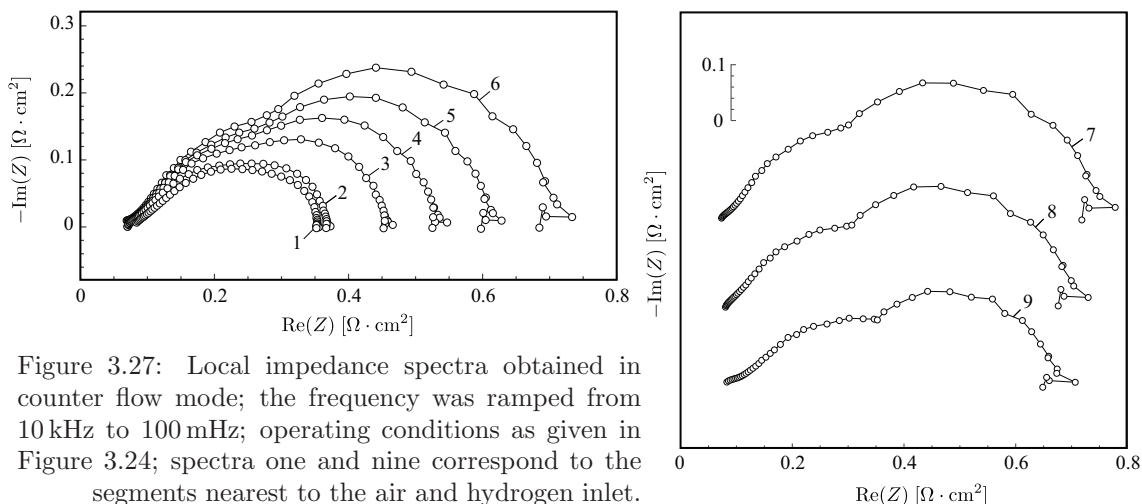 0.3
0.2
0.1
0
−Im(Z) [Ω · cm²]
6
5
4
3
2
1
0 0.2 0.4 0.6 0.8
Re(Z) [Ω · cm²]
0.1
0
−Im(Z) [Ω · cm²]
7
8
9
0 0.2 0.4 0.6 0.8
Re(Z) [Ω · cm²]
Figure 3.27: Local impedance spectra obtained in
counter flow mode; the frequency was ramped from
10 kHz to 100 mHz; operating conditions as given in
Figure 3.24; spectra one and nine correspond to the
segments nearest to the air and hydrogen inlet.